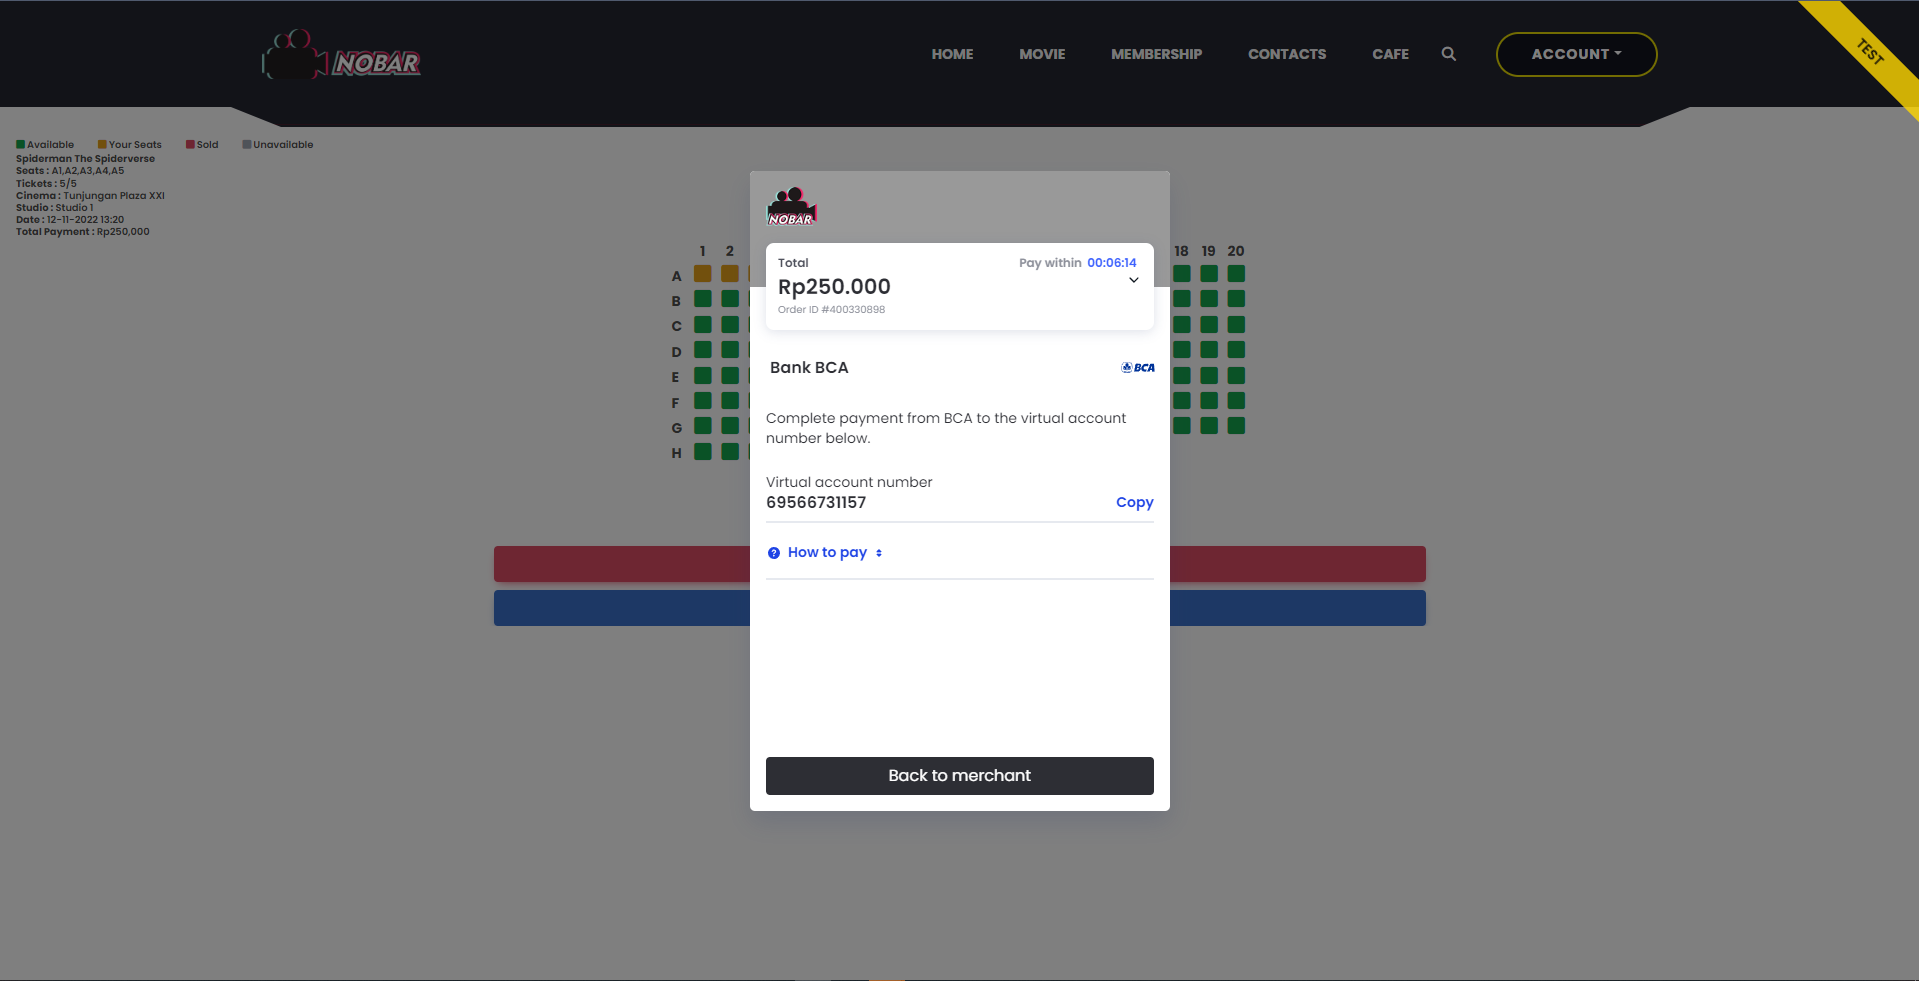 NOBAR
HOME MOVIE MEMBERSHIP CONTACTS CAFE ACCOUNT
TEST
Available Your Seats Sold Unavailable
Spiderman The Spiderverse
Seats : A1,A2,A3,A4,A5
Tickets : 5/5
Cinema : Tunjungan Plaza XXI
Studio : Studio 1
Date : 12-11-2022 13:20
Total Payment : Rp250,000
1 2 18 19 20
A
B
C
D
E
F
G
H
NOBAR
Total Pay within 00:06:14
Rp250.000
Order ID #400330898
Bank BCA BCA
Complete payment from BCA to the virtual account
number below.
Virtual account number
69566731157 Copy
? How to pay
Back to merchant